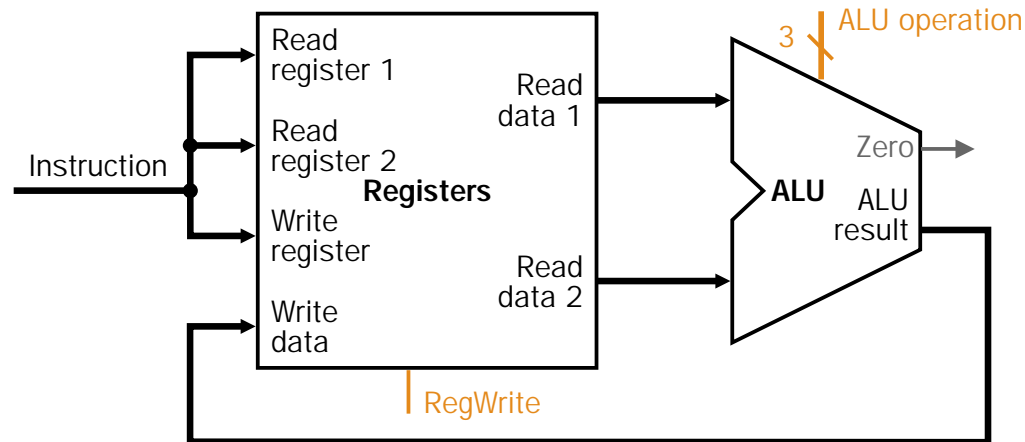 ALU operation
3
Read
register 1
Read
data 1
Read
register 2
Zero
Instruction
Registers
ALU
Write
register
ALU
result
Read
data 2
Write
data
RegWrite